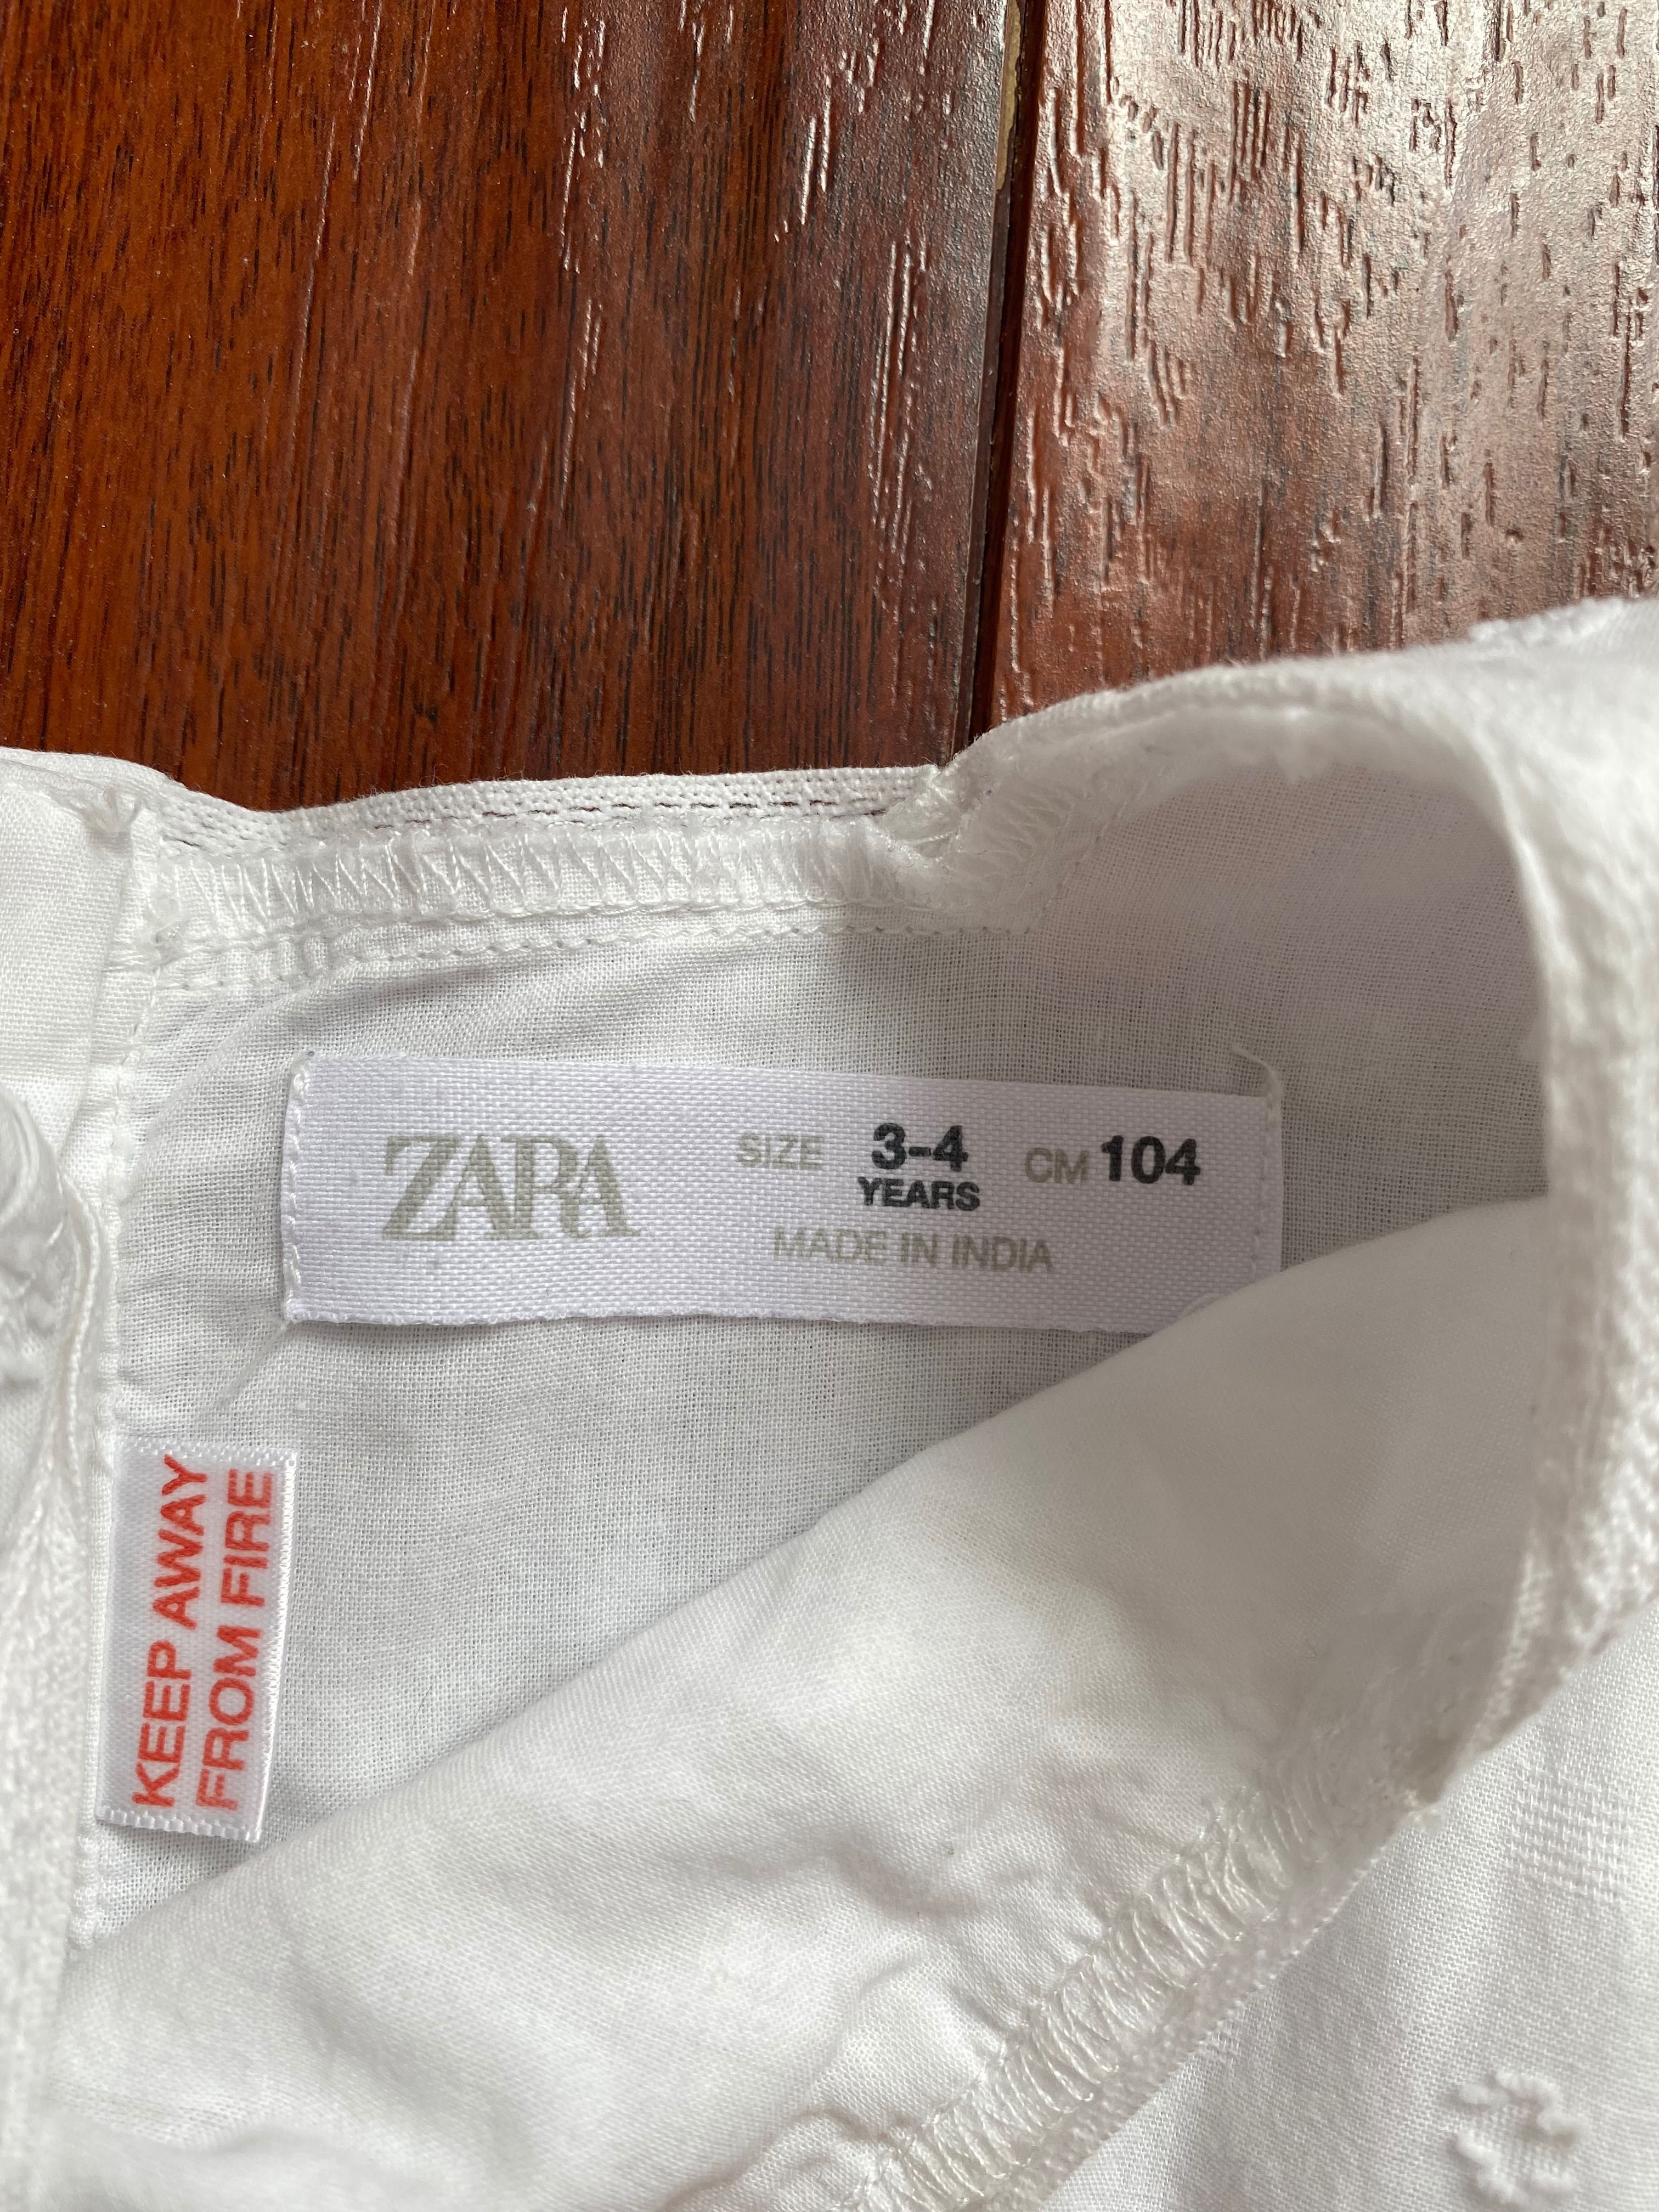 ZARA
SIZE 3-4 CM 104
YEARS
MADE IN INDIA
KEEP AWAY
FROM FIRE